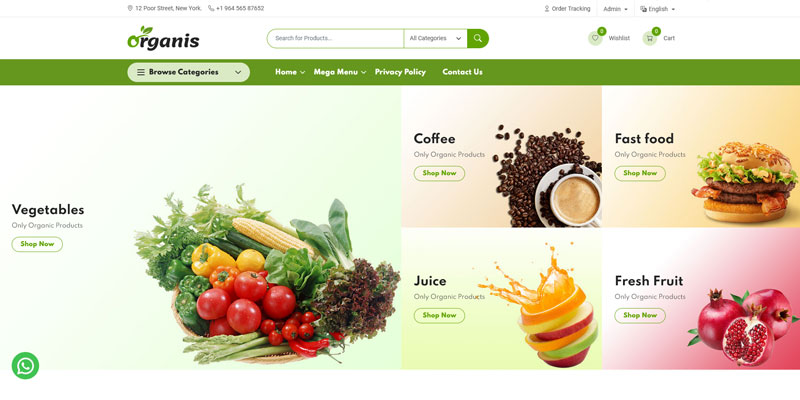 12 Poor Street, New York. +1 964 565 87652 Order Tracking Admin English
organis
Search for Products... All Categories 0 Wishlist 0 Cart
Browse Categories Home Mega Menu Privacy Policy Contact Us
Vegetables
Only Organic Products
Shop Now
Coffee
Only Organic Products
Shop Now
Fast food
Only Organic Products
Shop Now
Juice
Only Organic Products
Shop Now
Fresh Fruit
Only Organic Products
Shop Now